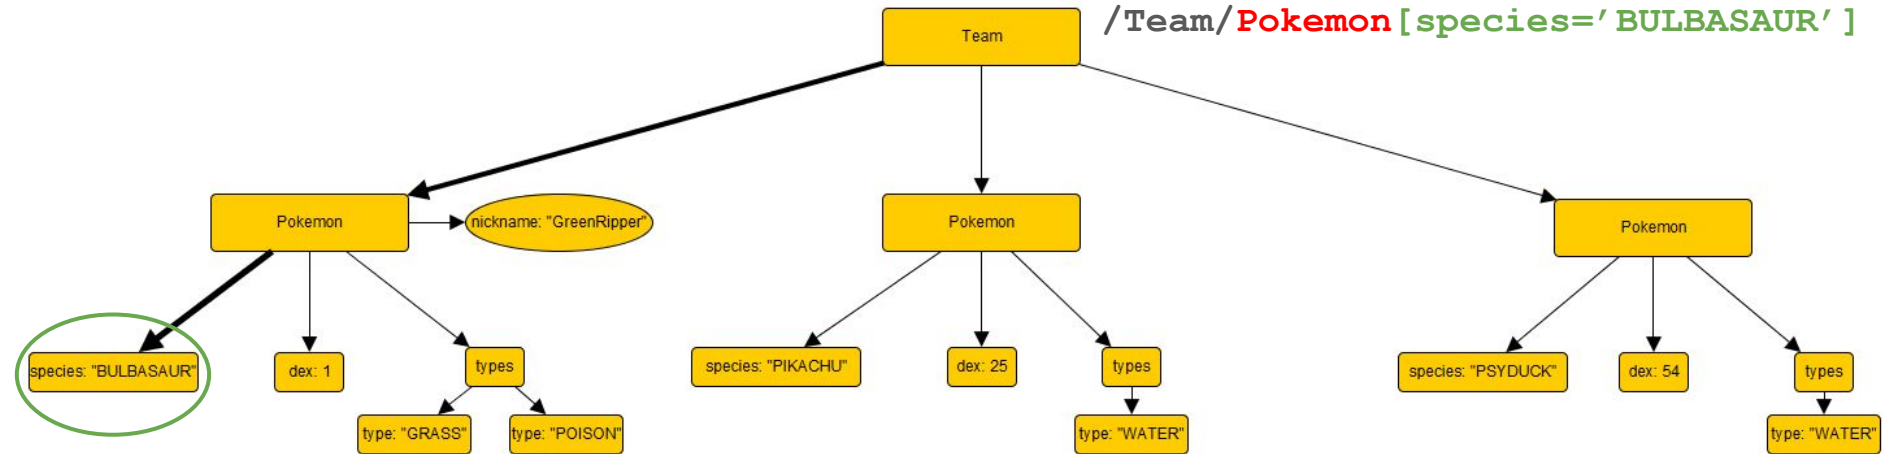 /Team/Pokemon[species=’BULBASAUR’]
Team
Pokemon
nickname: "GreenRipper"
Pokemon
Pokemon
species: "BULBASAUR"
dex: 1
types
species: "PIKACHU"
dex: 25
types
species: "PSYDUCK"
dex: 54
types
type: "GRASS"
type: "POISON"
type: "WATER"
type: "WATER"